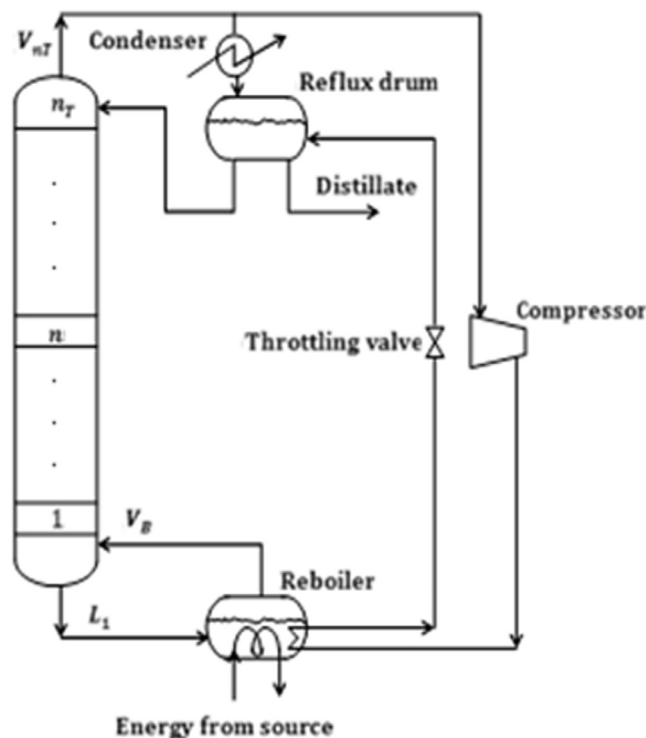 V_nT
Condenser
Reflux drum
n_T
Distillate
Compressor
n
Throttling valve
1
V_B
Reboiler
L_1
Energy from source